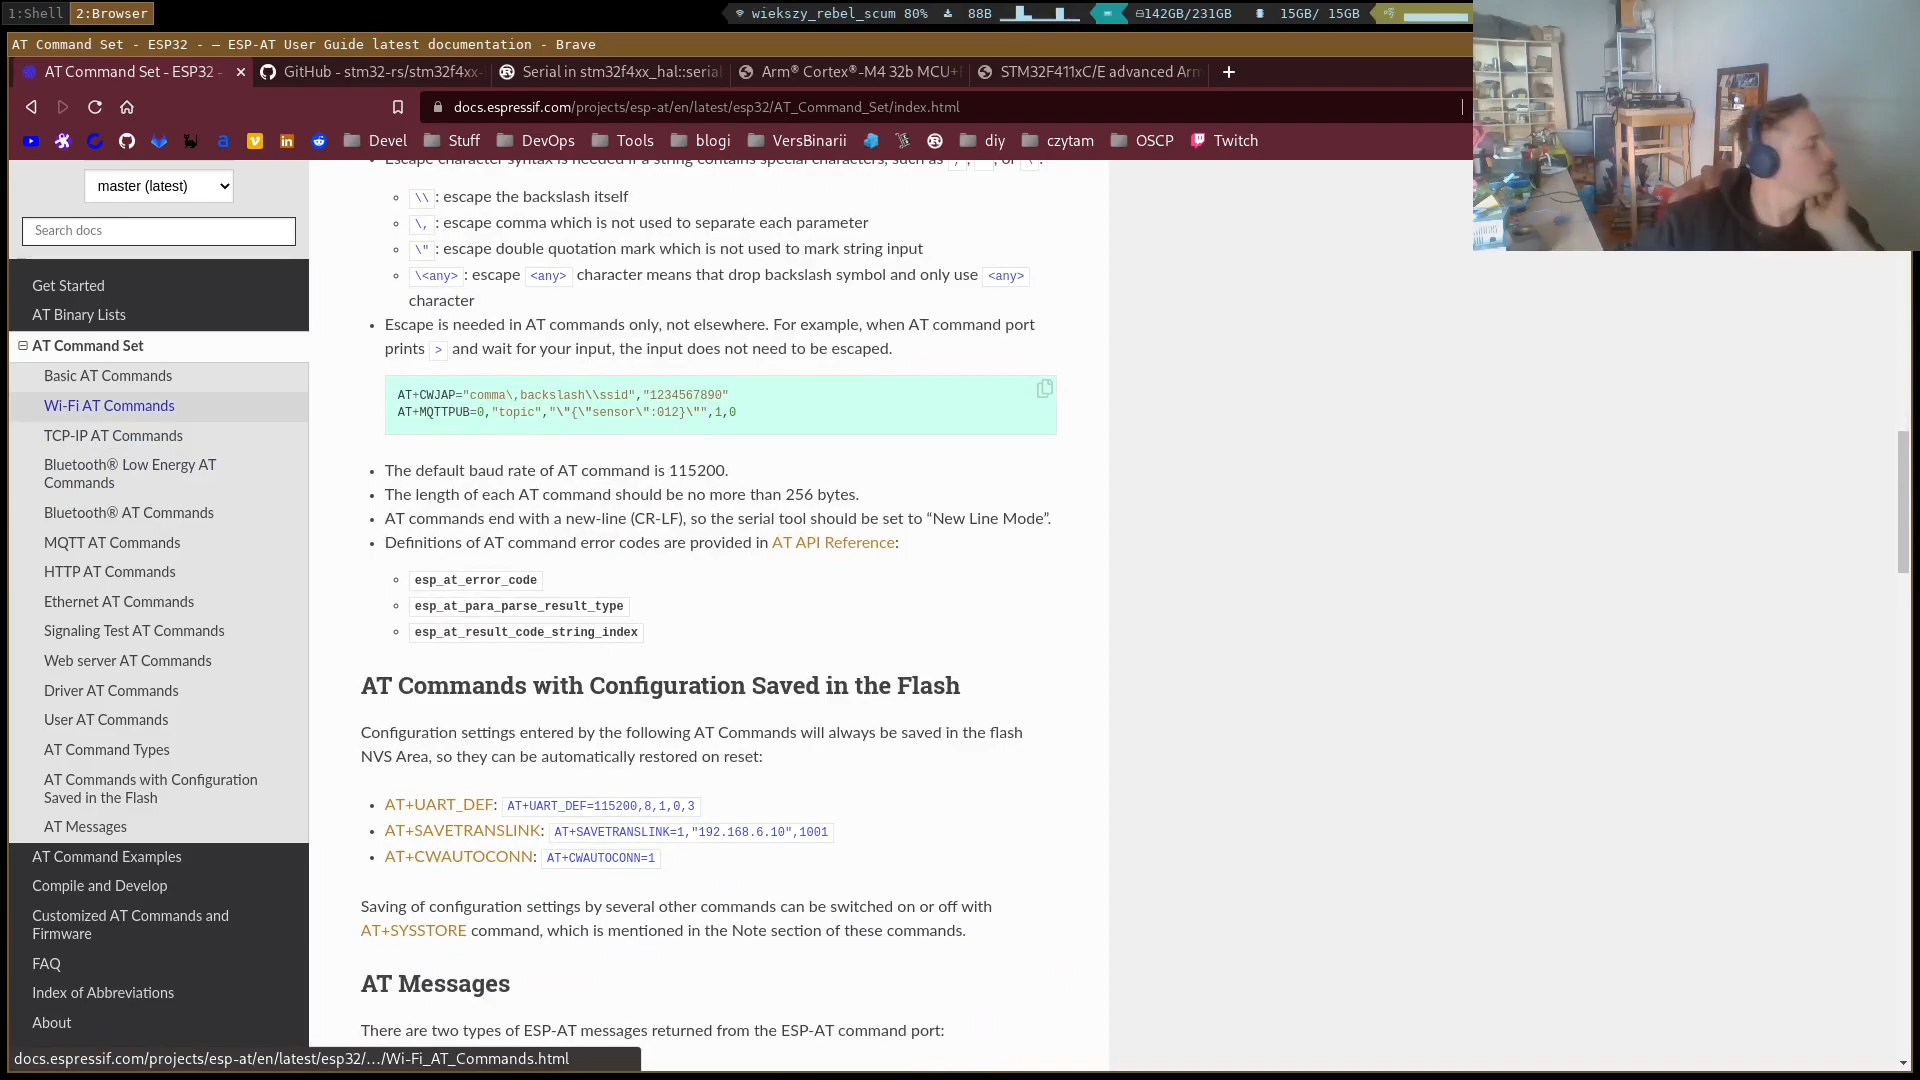 1:Shell 2:Browser
wiekszy_rebel_scum 80% 88B 142GB/231GB 15GB/ 15GB
AT Command Set - ESP32 - — ESP-AT User Guide latest documentation - Brave
AT Command Set - ESP32 -
GitHub - stm32-rs/stm32f4xx-
Serial in stm32f4xx_hal::serial
Arm® Cortex®-M4 32b MCU+F
STM32F411xC/E advanced Arm
docs.espressif.com/projects/esp-at/en/latest/esp32/AT_Command_Set/index.html
Devel Stuff DevOps Tools blogi VersBinarii diy czytam OSCP Twitch
master (latest)
Search docs
Get Started
AT Binary Lists
AT Command Set
Basic AT Commands
Wi-Fi AT Commands
TCP-IP AT Commands
Bluetooth® Low Energy AT
Commands
Bluetooth® AT Commands
MQTT AT Commands
HTTP AT Commands
Ethernet AT Commands
Signaling Test AT Commands
Web server AT Commands
Driver AT Commands
User AT Commands
AT Command Types
AT Commands with Configuration
Saved in the Flash
AT Messages
AT Command Examples
Compile and Develop
Customized AT Commands and
Firmware
FAQ
Index of Abbreviations
About
docs.espressif.com/projects/esp-at/en/latest/esp32/…/Wi-Fi_AT_Commands.html
Escape character syntax is needed if a string contains special characters, such as , , or \ .
\\ : escape the backslash itself
\, : escape comma which is not used to separate each parameter
\" : escape double quotation mark which is not used to mark string input
\<any> : escape <any> character means that drop backslash symbol and only use <any>
character
Escape is needed in AT commands only, not elsewhere. For example, when AT command port
prints > and wait for your input, the input does not need to be escaped.
AT+CWJAP="comma\,backslash\\ssid","1234567890"
AT+MQTTPUB=0,"topic","\"{\"sensor\":012}\"",1,0
The default baud rate of AT command is 115200.
The length of each AT command should be no more than 256 bytes.
AT commands end with a new-line (CR-LF), so the serial tool should be set to “New Line Mode”.
Definitions of AT command error codes are provided in AT API Reference:
esp_at_error_code
esp_at_para_parse_result_type
esp_at_result_code_string_index
AT Commands with Configuration Saved in the Flash
Configuration settings entered by the following AT Commands will always be saved in the flash
NVS Area, so they can be automatically restored on reset:
AT+UART_DEF: AT+UART_DEF=115200,8,1,0,3
AT+SAVETRANSLINK: AT+SAVETRANSLINK=1,"192.168.6.10",1001
AT+CWAUTOCONN: AT+CWAUTOCONN=1
Saving of configuration settings by several other commands can be switched on or off with
AT+SYSSTORE command, which is mentioned in the Note section of these commands.
AT Messages
There are two types of ESP-AT messages returned from the ESP-AT command port: